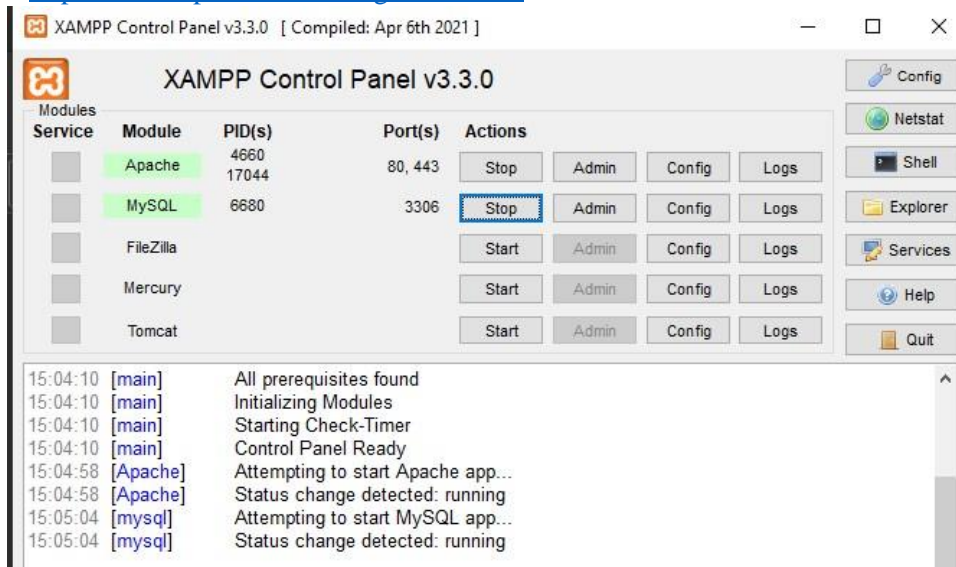 XAMPP Control Panel v3.3.0 [ Compiled: Apr 6th 2021 ]
XAMPP Control Panel v3.3.0
Config
Modules
Service Module PID(s) Port(s) Actions
Netstat
Apache 4660 17044 80, 443 Stop Admin Config Logs
Shell
MySQL 6680 3306 Stop Admin Config Logs
Explorer
FileZilla Start Admin Config Logs
Services
Mercury Start Admin Config Logs
Help
Tomcat Start Admin Config Logs
Quit
15:04:10 [main] All prerequisites found
15:04:10 [main] Initializing Modules
15:04:10 [main] Starting Check-Timer
15:04:10 [main] Control Panel Ready
15:04:58 [Apache] Attempting to start Apache app...
15:04:58 [Apache] Status change detected: running
15:05:04 [mysql] Attempting to start MySQL app...
15:05:04 [mysql] Status change detected: running